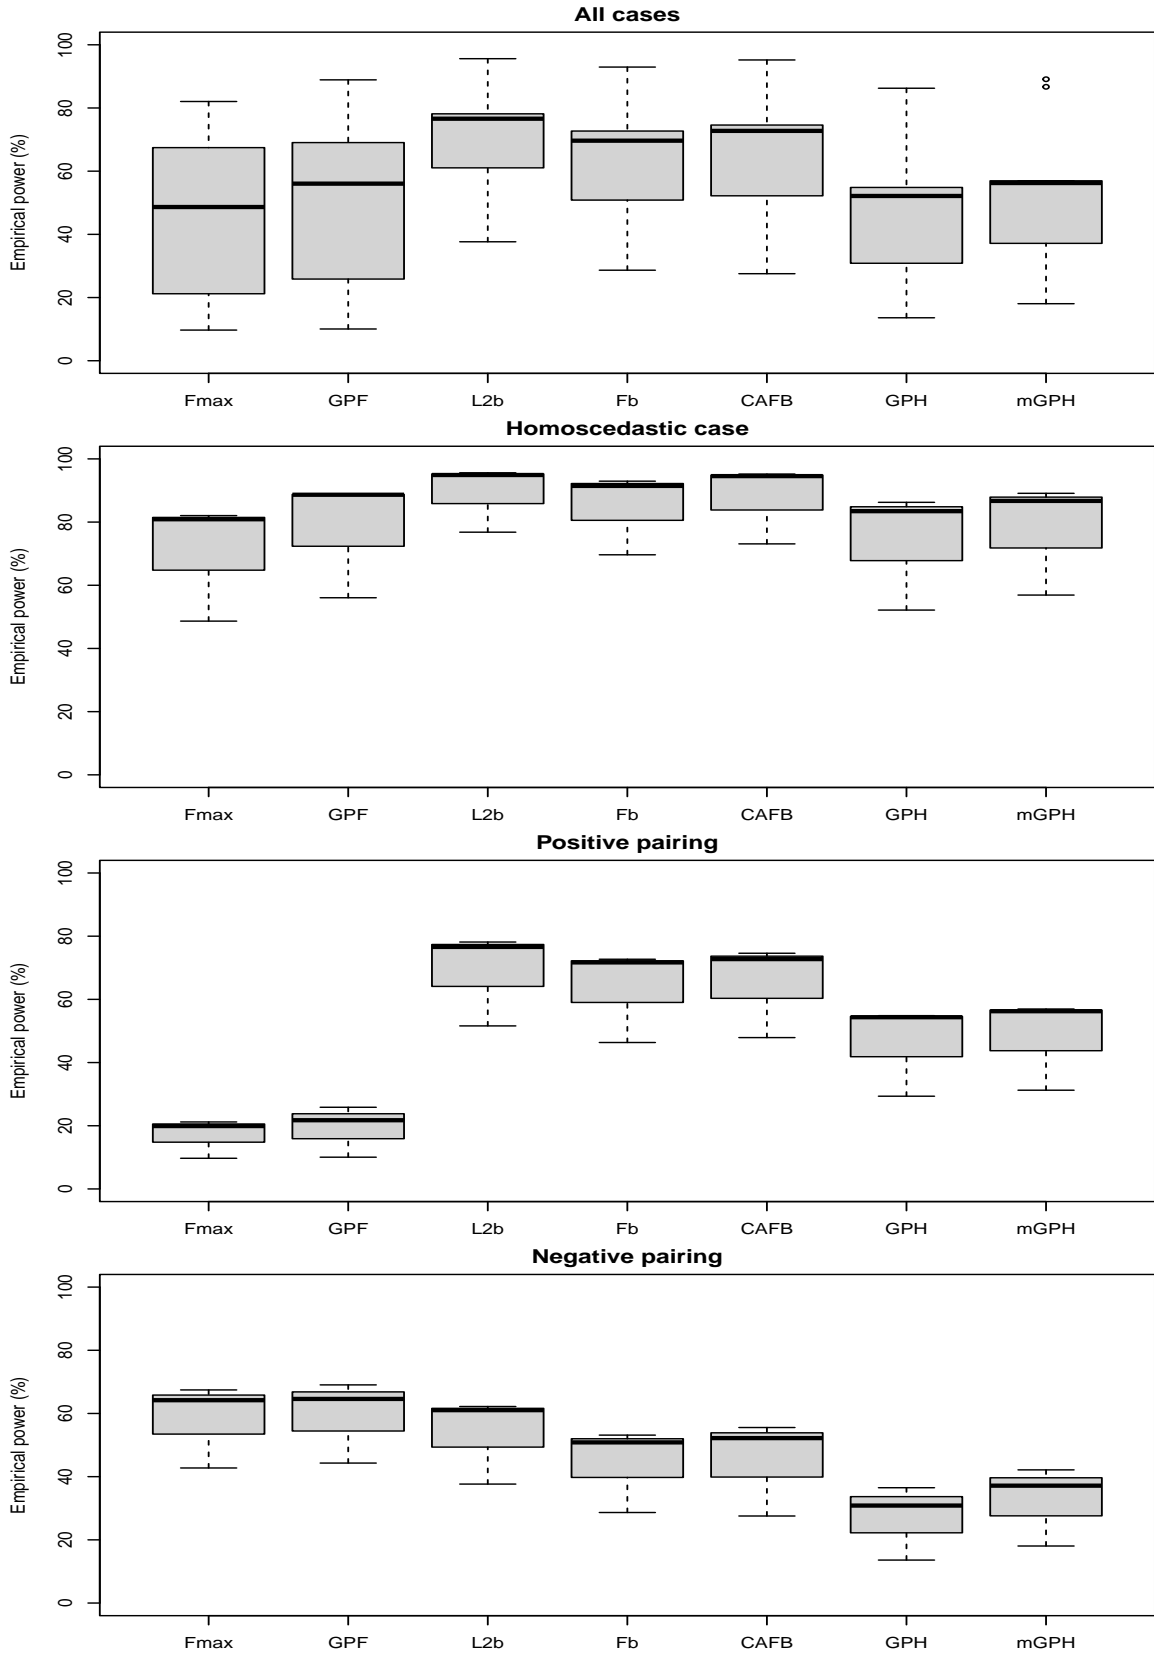 All cases
Empirical power (%)
100
80
60
40
20
0
Fmax GPF L2b Fb CAFB GPH mGPH
Homoscedastic case
Empirical power (%)
100
80
60
40
20
0
Fmax GPF L2b Fb CAFB GPH mGPH
Positive pairing
Empirical power (%)
100
80
60
40
20
0
Fmax GPF L2b Fb CAFB GPH mGPH
Negative pairing
Empirical power (%)
100
80
60
40
20
0
Fmax GPF L2b Fb CAFB GPH mGPH